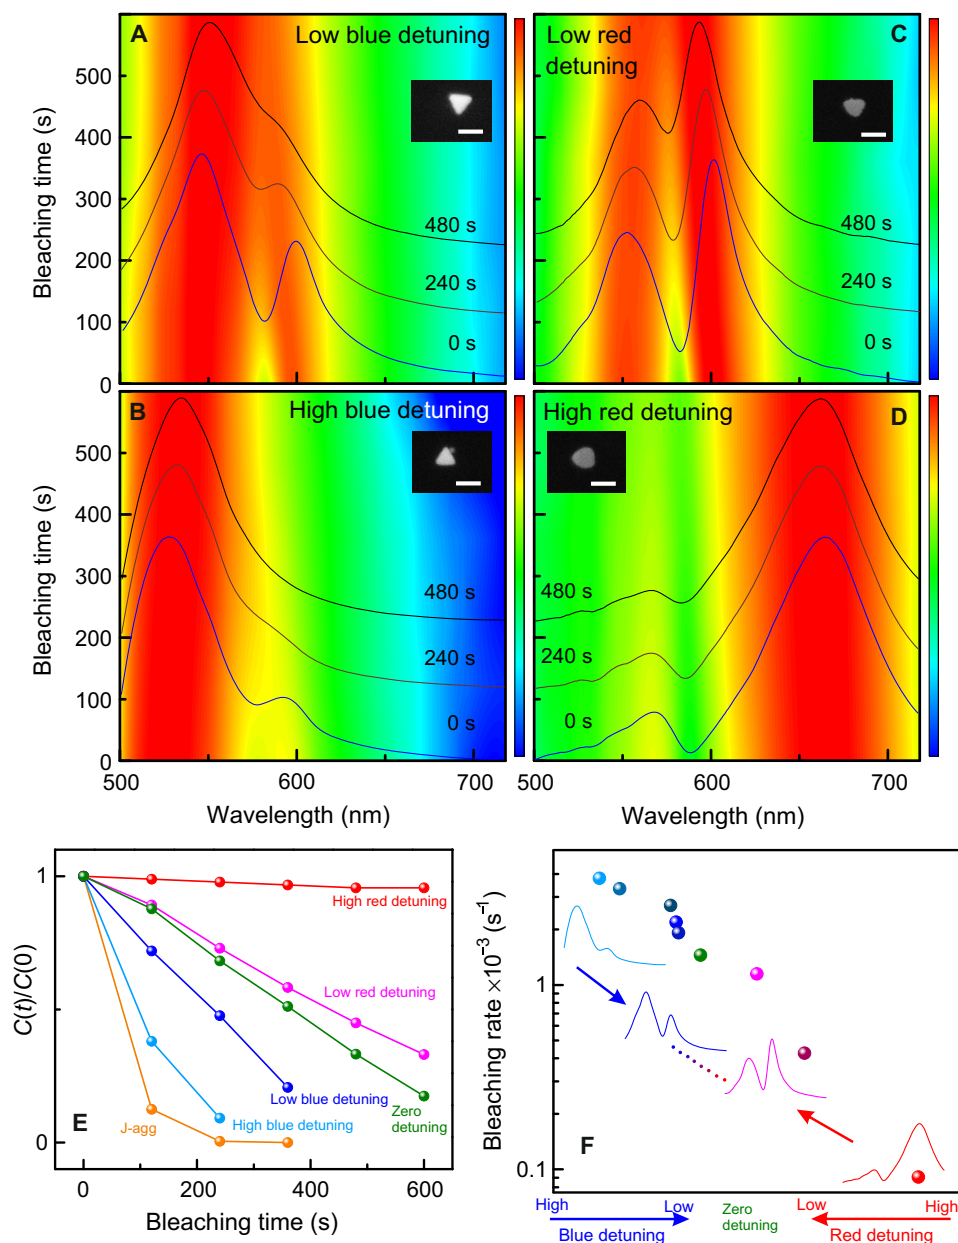 A
Low blue detuning
Bleaching time (s)
500
400
300
200
100
0
480 s
240 s
0 s
Low red
detuning
C
480 s
240 s
0 s
B
High blue detuning
Bleaching time (s)
500
400
300
200
100
0
480 s
240 s
0 s
500
600
700
Wavelength (nm)
High red detuning
D
480 s
240 s
0 s
500
600
700
Wavelength (nm)
C(t)/C(0)
1
0
High red detuning
Low red detuning
Low blue detuning
Zero
detuning
High blue detuning
J-agg
E
0
200
400
600
Bleaching time (s)
Bleaching rate ×10⁻³ (s⁻¹)
1
0.1
F
High
Low
Blue detuning
Zero
detuning
Low
High
Red detuning